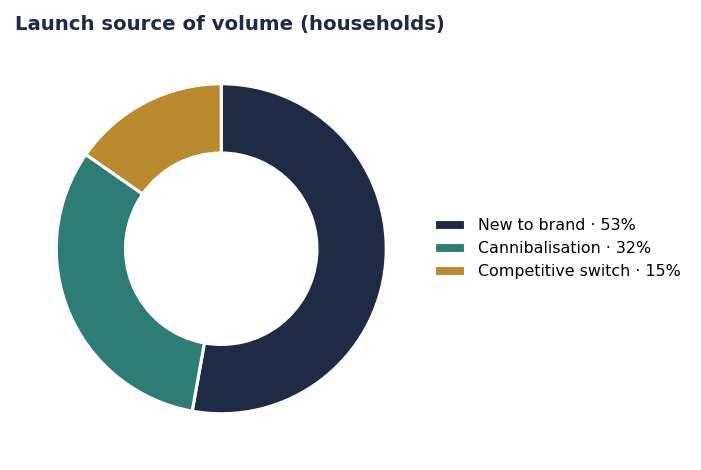 Launch source of volume (households)
New to brand · 53%
Cannibalisation · 32%
Competitive switch · 15%